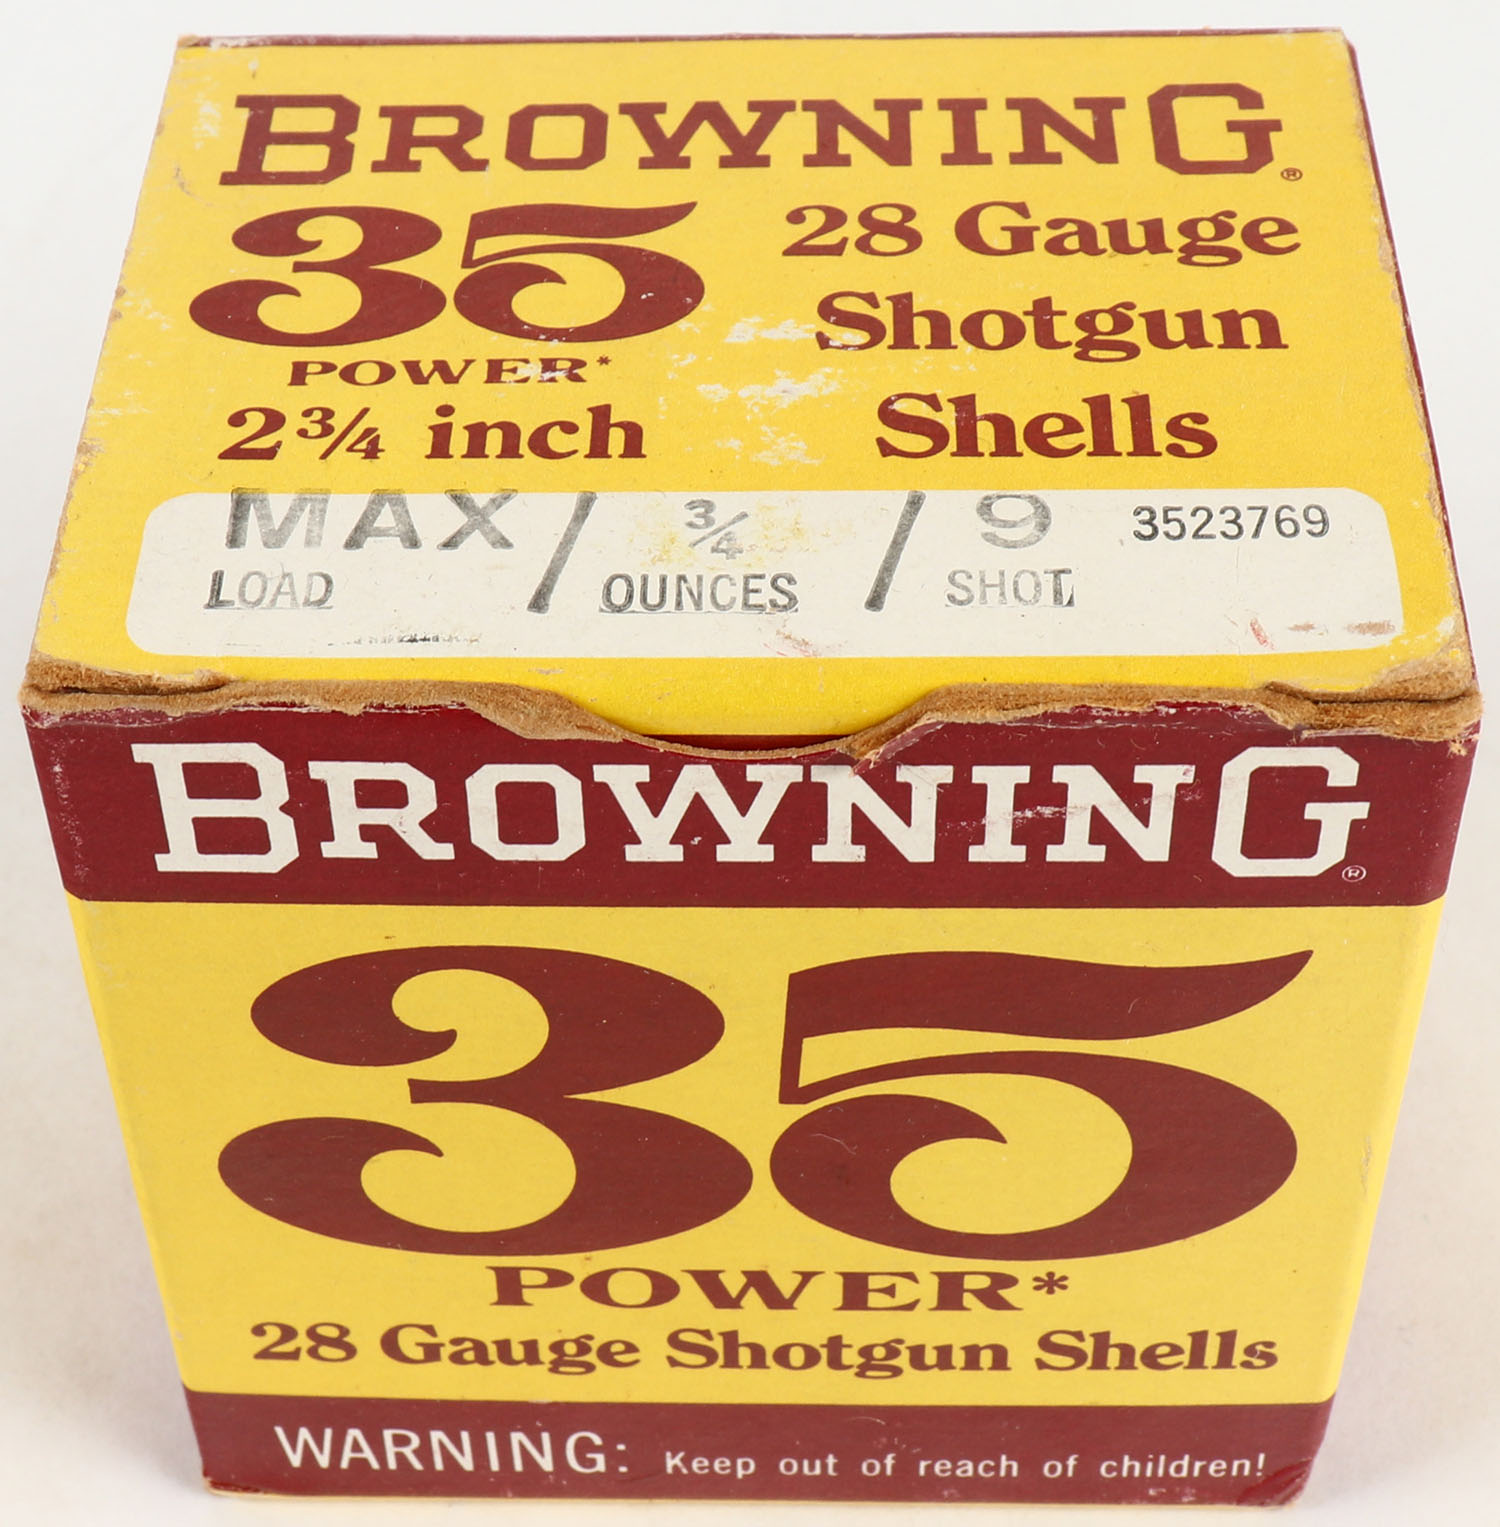 BROWNING®
35
POWER*
2¾ inch
28 Gauge
Shotgun
Shells
MAX / ¾ / 9 3523769
LOAD OUNCES SHOT
BROWNING®
35
POWER*
28 Gauge Shotgun Shells
WARNING: Keep out of reach of children!